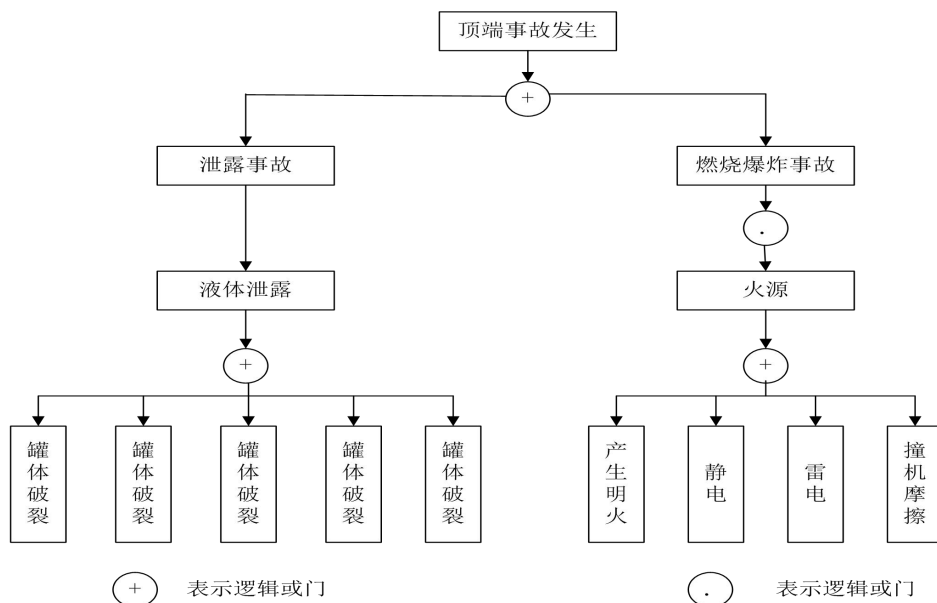 顶端事故发生
+
泄露事故
燃烧爆炸事故
.
液体泄露
火源
+
+
罐体破裂
罐体破裂
罐体破裂
罐体破裂
罐体破裂
产生明火
静电
雷电
撞机摩擦
+ 表示逻辑或门
. 表示逻辑或门